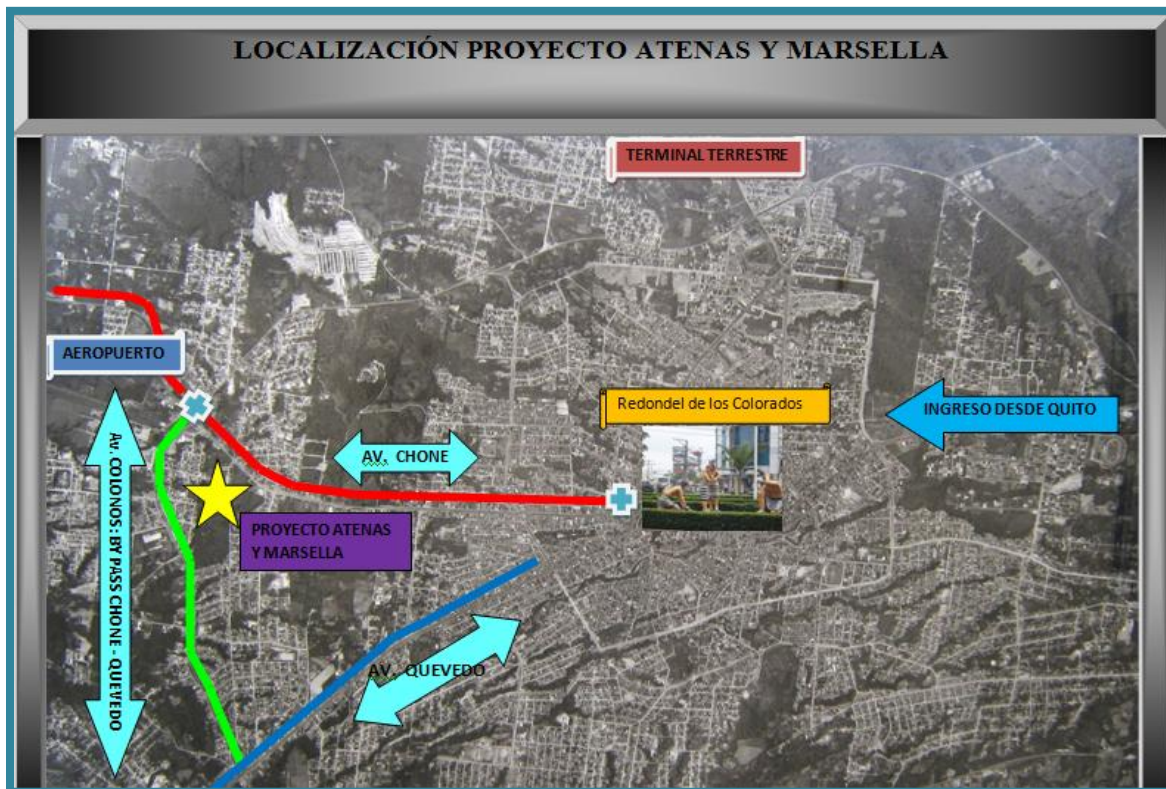 LOCALIZACIÓN PROYECTO ATENAS Y MARSELLA
TERMINAL TERRESTRE
AEROPUERTO
Redondel de los Colorados
INGRESO DESDE QUITO
AV. CHONE
Av. COLONOS: BY PASS CHONE - QUEVEDO
PROYECTO ATENAS
Y MARSELLA
AV. QUEVEDO